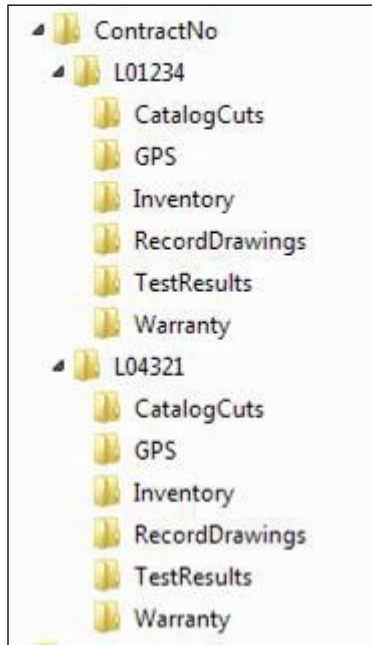 ContractNo
L01234
CatalogCuts
GPS
Inventory
RecordDrawings
TestResults
Warranty
L04321
CatalogCuts
GPS
Inventory
RecordDrawings
TestResults
Warranty